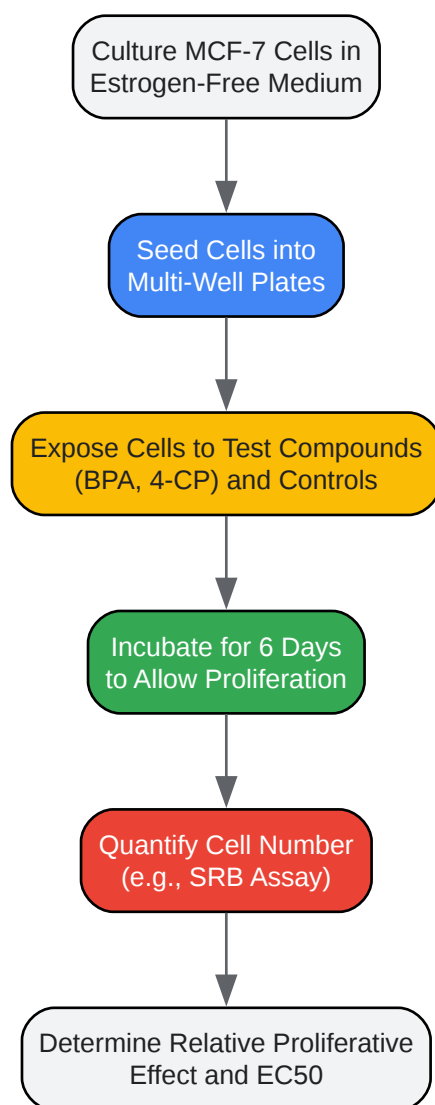 Culture MCF-7 Cells in
Estrogen-Free Medium
Seed Cells into
Multi-Well Plates
Expose Cells to Test Compounds
(BPA, 4-CP) and Controls
Incubate for 6 Days
to Allow Proliferation
Quantify Cell Number
(e.g., SRB Assay)
Determine Relative Proliferative
Effect and EC50